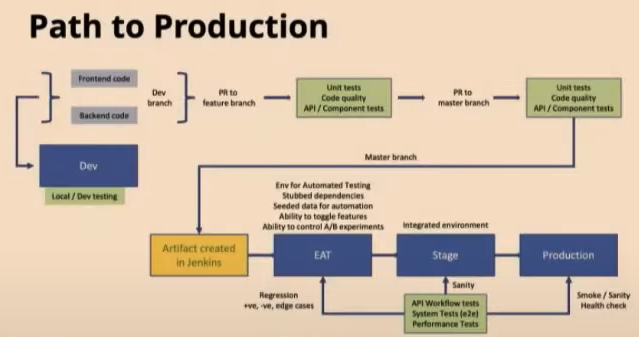 Path to Production
Frontend code
Backend code
Dev
branch
PR to
feature branch
Unit tests
Code quality
API / Component tests
PR to
master branch
Unit tests
Code quality
API / Component tests
Dev
Local / Dev testing
Master branch
Env for Automated Testing
Stubbed dependencies
Seeded data for automation
Ability to toggle features
Ability to control A/B experiments
Integrated environment
Artifact created
in Jenkins
EAT
Stage
Production
Regression
+ve, -ve, edge cases
Sanity
API Workflow tests
System Tests (e2e)
Performance Tests
Smoke / Sanity
Health check